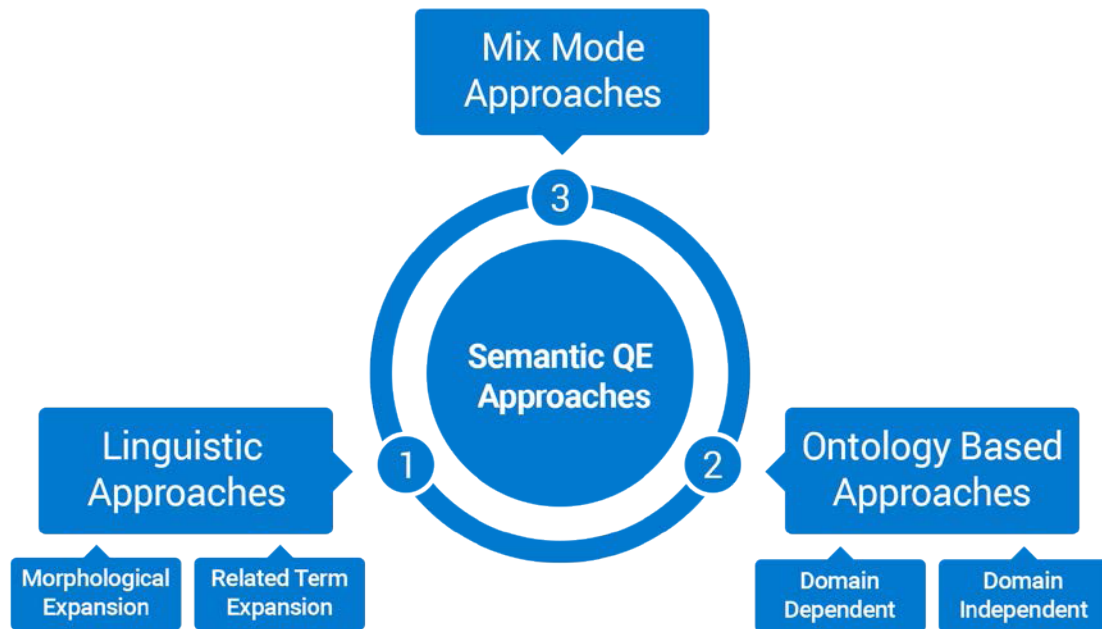 Mix Mode
Approaches
3
Semantic QE
Approaches
Linguistic
Approaches
1
2
Ontology Based
Approaches
Morphological
Expansion
Related Term
Expansion
Domain
Dependent
Domain
Independent